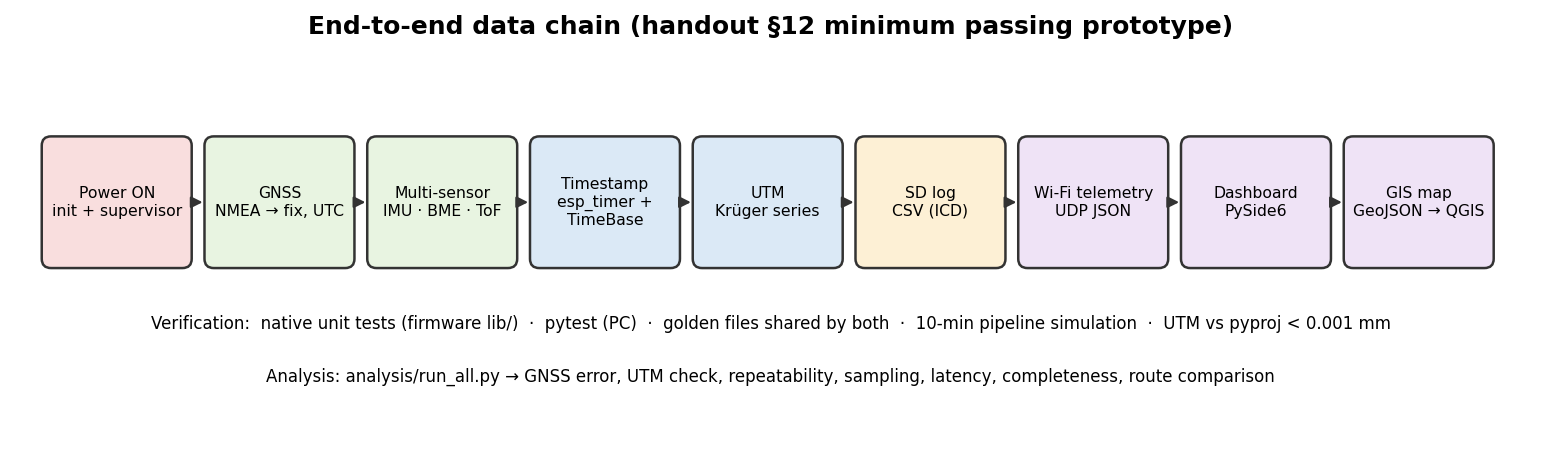 End-to-end data chain (handout §12 minimum passing prototype)
Power ON
init + supervisor
GNSS
NMEA → fix, UTC
Multi-sensor
IMU · BME · ToF
Timestamp
esp_timer +
TimeBase
UTM
Krüger series
SD log
CSV (ICD)
Wi-Fi telemetry
UDP JSON
Dashboard
PySide6
GIS map
GeoJSON → QGIS
Verification:  native unit tests (firmware lib/)  ·  pytest (PC)  ·  golden files shared by both  ·  10-min pipeline simulation  ·  UTM vs pyproj < 0.001 mm
Analysis: analysis/run_all.py → GNSS error, UTM check, repeatability, sampling, latency, completeness, route comparison